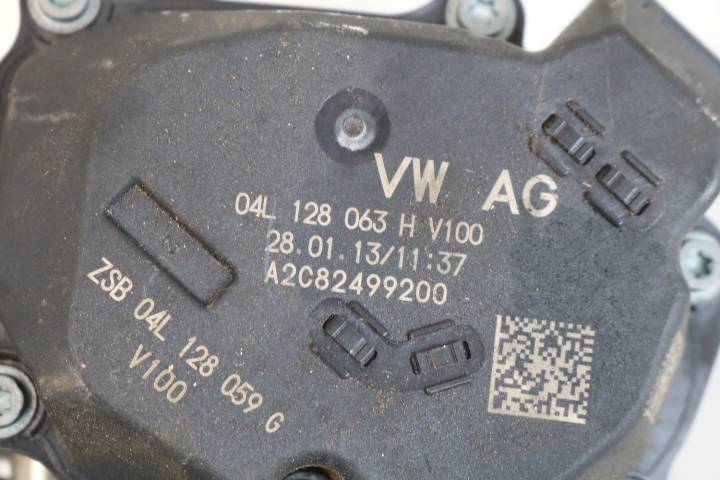 VW AG
04L 128 063 H V100
28.01.13/11:37
A2C82499200
ZSB 04L 128 059 G
V100